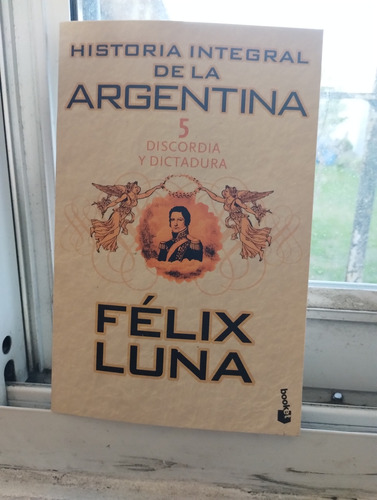 HISTORIA INTEGRAL
DE LA
ARGENTINA
5
DISCORDIA
Y DICTADURA
FÉLIX
LUNA
booket